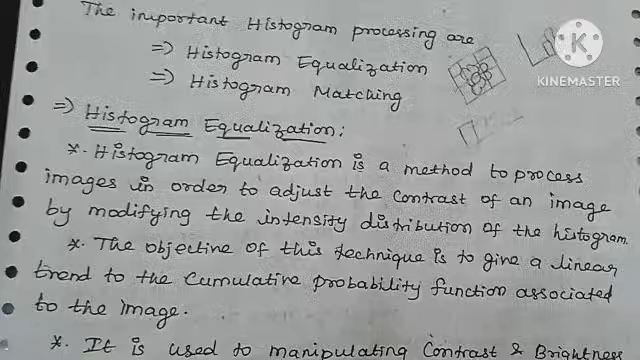 The important Histogram processing are
⇒ Histogram Equalization
⇒ Histogram Matching
⇒ Histogram Equalization:
*. Histogram Equalization is a method to process
images in order to adjust the contrast of an image
by modifying the intensity distribution of the histogram.
*. The objective of this technique is to give a linear
trend to the cumulative probability function associated
to the image.
*. It is used to manipulating Contrast & Brightness
K
KINEMASTER